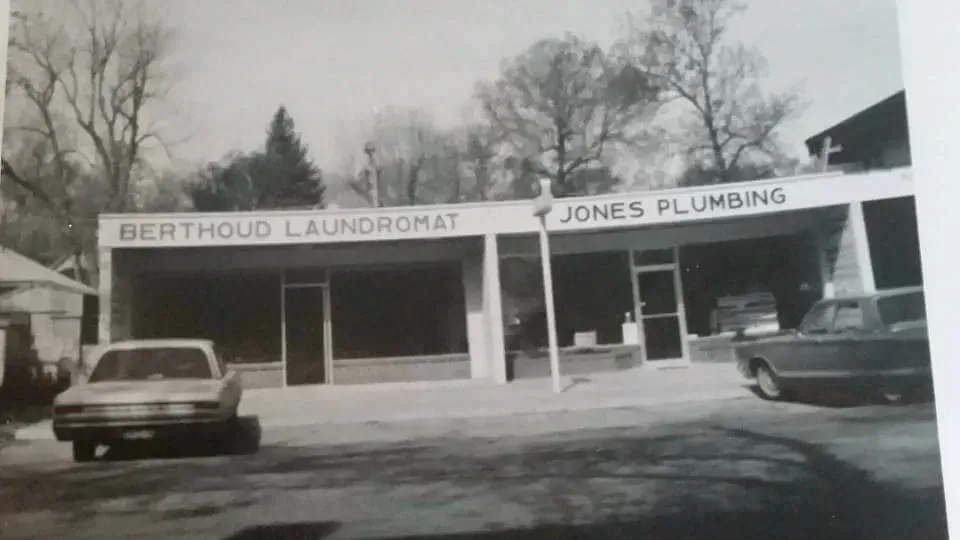 BERTHOUD LAUNDROMAT
JONES PLUMBING